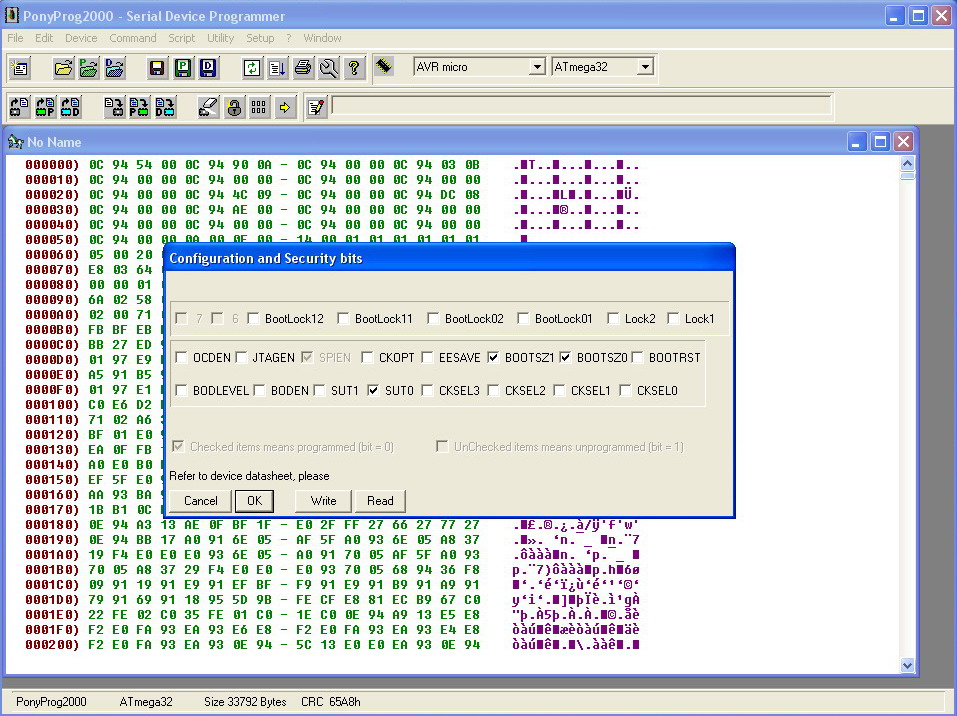 PonyProg2000 - Serial Device Programmer
File Edit Device Command Script Utility Setup ? Window
AVR micro ATmega32
No Name
000000) 0C 94 54 00 0C 94 90 0A - 0C 94 00 00 0C 94 03 0B
000010) 0C 94 00 00 0C 94 00 00 - 0C 94 00 00 0C 94 00 00
000020) 0C 94 00 00 0C 94 4C 09 - 0C 94 00 00 0C 94 DC 08
000030) 0C 94 00 00 0C 94 AE 00 - 0C 94 00 00 0C 94 00 00
000040) 0C 94 00 00 0C 94 00 00 - 0C 94 00 00 0C 94 00 00
000050) 0C 94 00 00 0A 00 0F 00 - 14 00 01 01 01 01 01 01
000060) 05 00 20
000070) E8 03 64
000080) 00 00 01
000090) 6A 02 58
0000A0) 02 00 71
0000B0) FB BF EB
0000C0) BB 27 ED
0000D0) 01 97 E9
0000E0) A5 91 B5
0000F0) 01 97 E1
000100) C0 E6 D2
000110) 71 02 A6
000120) BF 01 E0
000130) EA 0F FB
000140) A0 E0 B0
000150) EF 5F E0
000160) AA 93 BA
000170) 1B B1 0C
Configuration and Security bits
7 6 BootLock12 BootLock11 BootLock02 BootLock01 Lock2 Lock1
OCDEN JTAGEN SPIEN CKOPT EESAVE BOOTSZ1 BOOTSZ0 BOOTRST
BODLEVEL BODEN SUT1 SUT0 CKSEL3 CKSEL2 CKSEL1 CKSEL0
Checked items means programmed (bit = 0) UnChecked items means unprogrammed (bit = 1)
Refer to device datasheet, please
Cancel OK Write Read
000180) 0E 94 A3 13 AE 0F BF 1F - E0 2F FF 27 66 27 77 27
000190) 0E 94 BB 17 A0 91 6E 05 - AF 5F A0 93 6E 05 A8 37
0001A0) 19 F4 E0 E0 E0 93 6E 05 - A0 91 70 05 AF 5F A0 93
0001B0) 70 05 A8 37 29 F4 E0 E0 - E0 93 70 05 68 94 36 F8
0001C0) 09 91 19 91 E9 91 EF BF - F9 91 E9 91 B9 91 A9 91
0001D0) 79 91 69 91 18 95 5D 9B - FE CF E8 81 EC B9 67 C0
0001E0) 22 FE 02 C0 35 FE 01 C0 - 1E C0 0E 94 A9 13 E5 E8
0001F0) F2 E0 FA 93 EA 93 E6 E8 - F2 E0 FA 93 EA 93 E4 E8
000200) F2 E0 FA 93 EA 93 0E 94 - 5C 13 E0 E0 EA 93 0E 94
PonyProg2000 ATmega32 Size 33792 Bytes CRC 65A8h